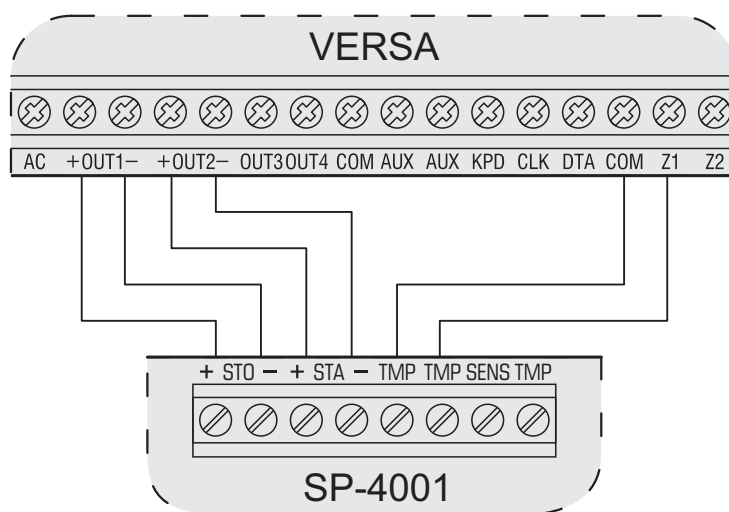 VERSA
AC +OUT1− +OUT2− OUT3 OUT4 COM AUX AUX KPD CLK DTA COM Z1 Z2
+ STO − + STA − TMP TMP SENS TMP
SP-4001